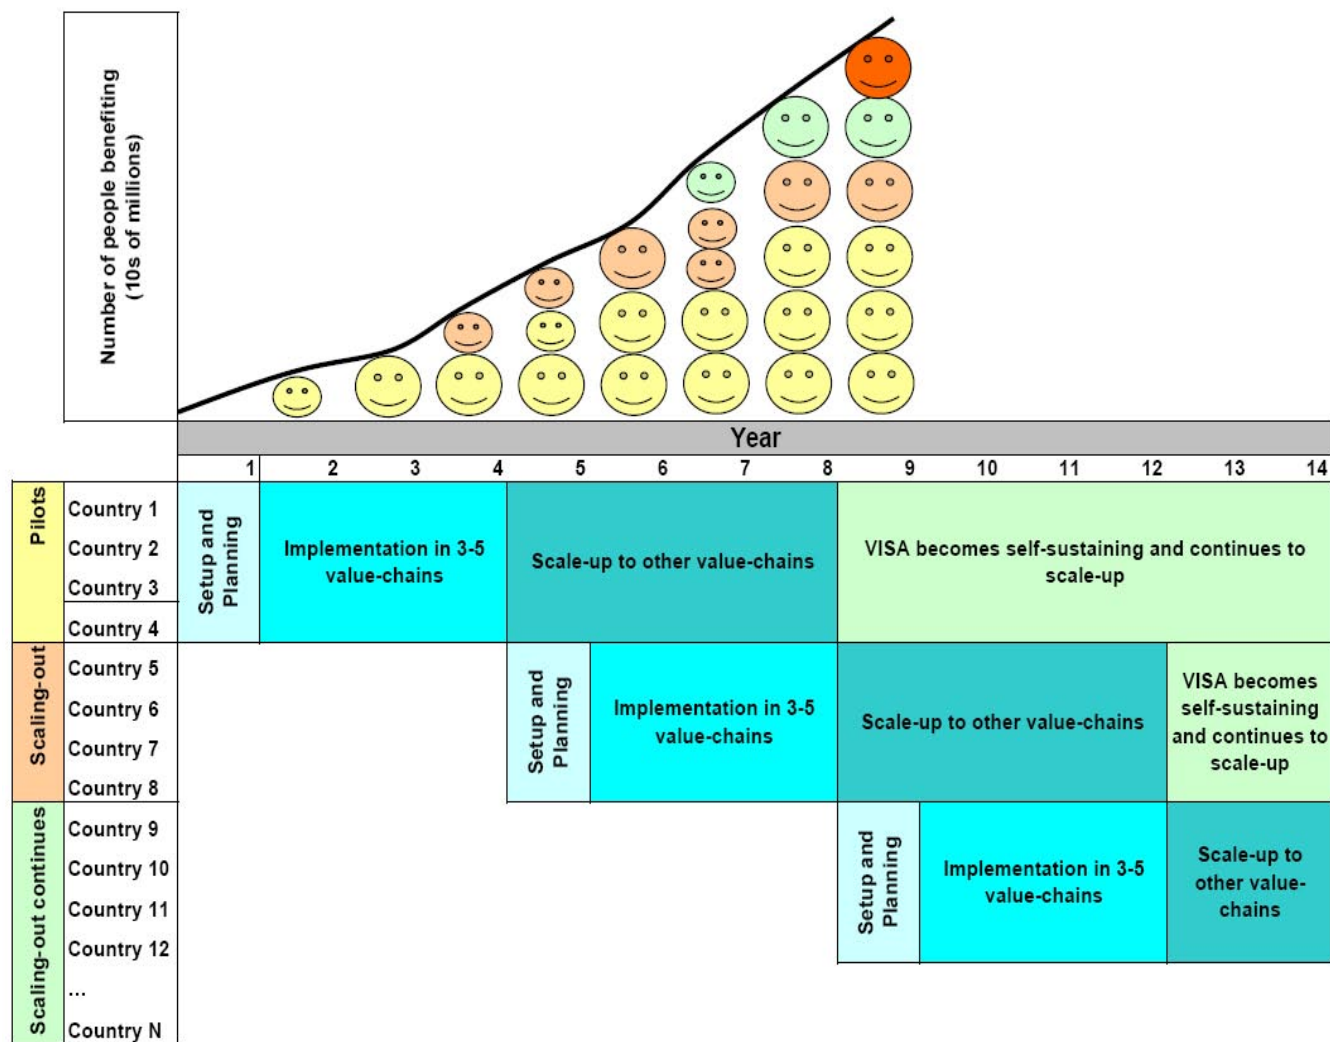 Number of people benefiting
(10s of millions)
Year
1 2 3 4 5 6 7 8 9 10 11 12 13 14
Pilots
Country 1
Country 2
Country 3
Country 4
Setup and
Planning
Implementation in 3-5
value-chains
Scale-up to other value-chains
VISA becomes self-sustaining and continues to
scale-up
Scaling-out
Country 5
Country 6
Country 7
Country 8
Setup and
Planning
Implementation in 3-5
value-chains
Scale-up to other value-chains
VISA becomes
self-sustaining
and continues to
scale-up
Scaling-out continues
Country 9
Country 10
Country 11
Country 12
...
Country N
Setup and
Planning
Implementation in 3-5
value-chains
Scale-up to
other value-
chains